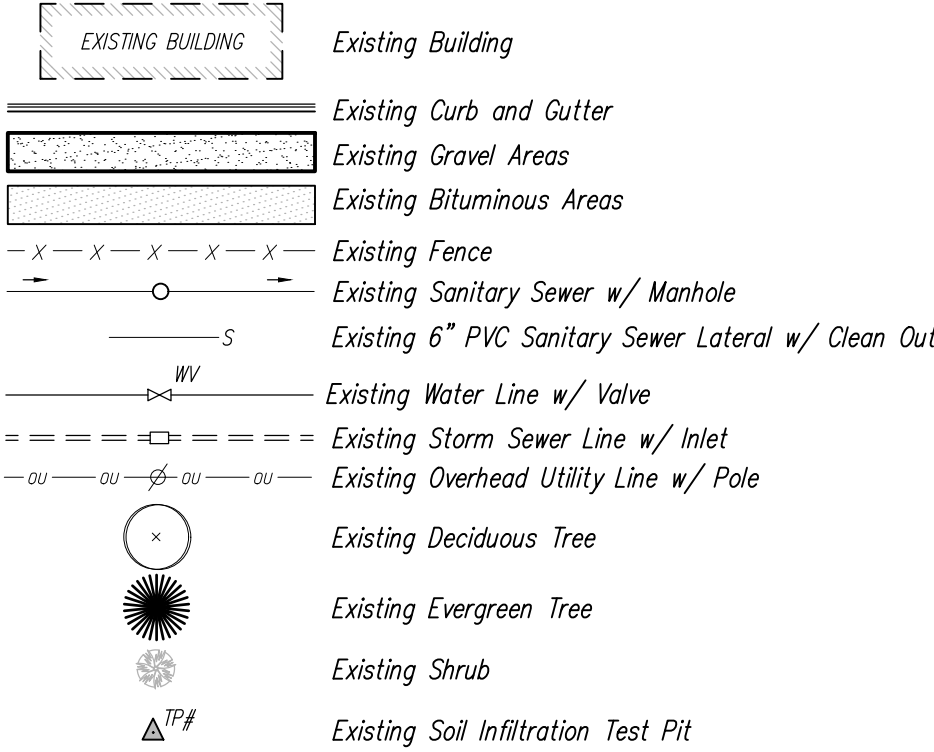 EXISTING BUILDING Existing Building
Existing Curb and Gutter
Existing Gravel Areas
Existing Bituminous Areas
X X X X X Existing Fence
Existing Sanitary Sewer w/ Manhole
S Existing 6" PVC Sanitary Sewer Lateral w/ Clean Out
WV Existing Water Line w/ Valve
Existing Storm Sewer Line w/ Inlet
OU OU OU OU Existing Overhead Utility Line w/ Pole
Existing Deciduous Tree
Existing Evergreen Tree
Existing Shrub
TP# Existing Soil Infiltration Test Pit